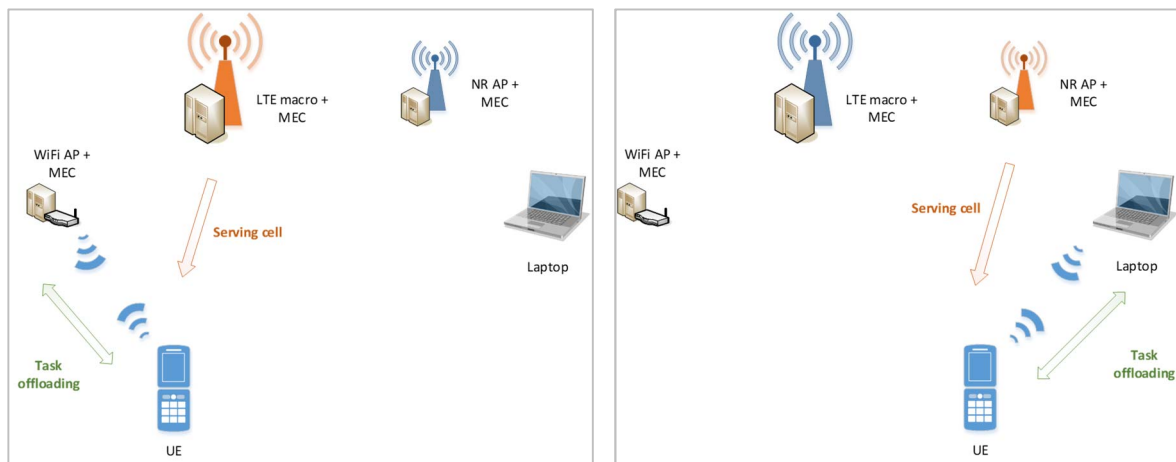 LTE macro +
MEC
NR AP +
MEC
WiFi AP +
MEC
Serving cell
Laptop
Task
offloading
UE
LTE macro +
MEC
NR AP +
MEC
WiFi AP +
MEC
Serving cell
Laptop
Task
offloading
UE